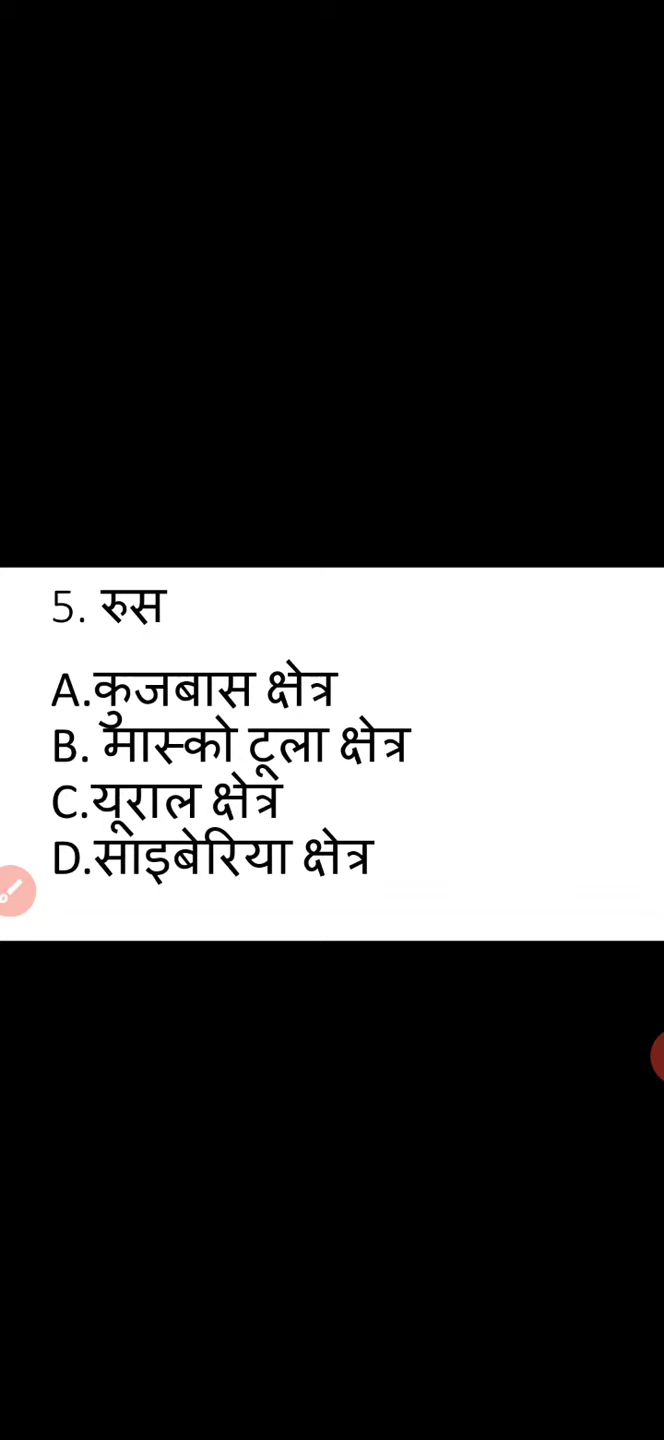 5. रुस
A.कुजबास क्षेत्र
B. मास्को टूला क्षेत्र
C.यूराल क्षेत्र
D.साइबेरिया क्षेत्र